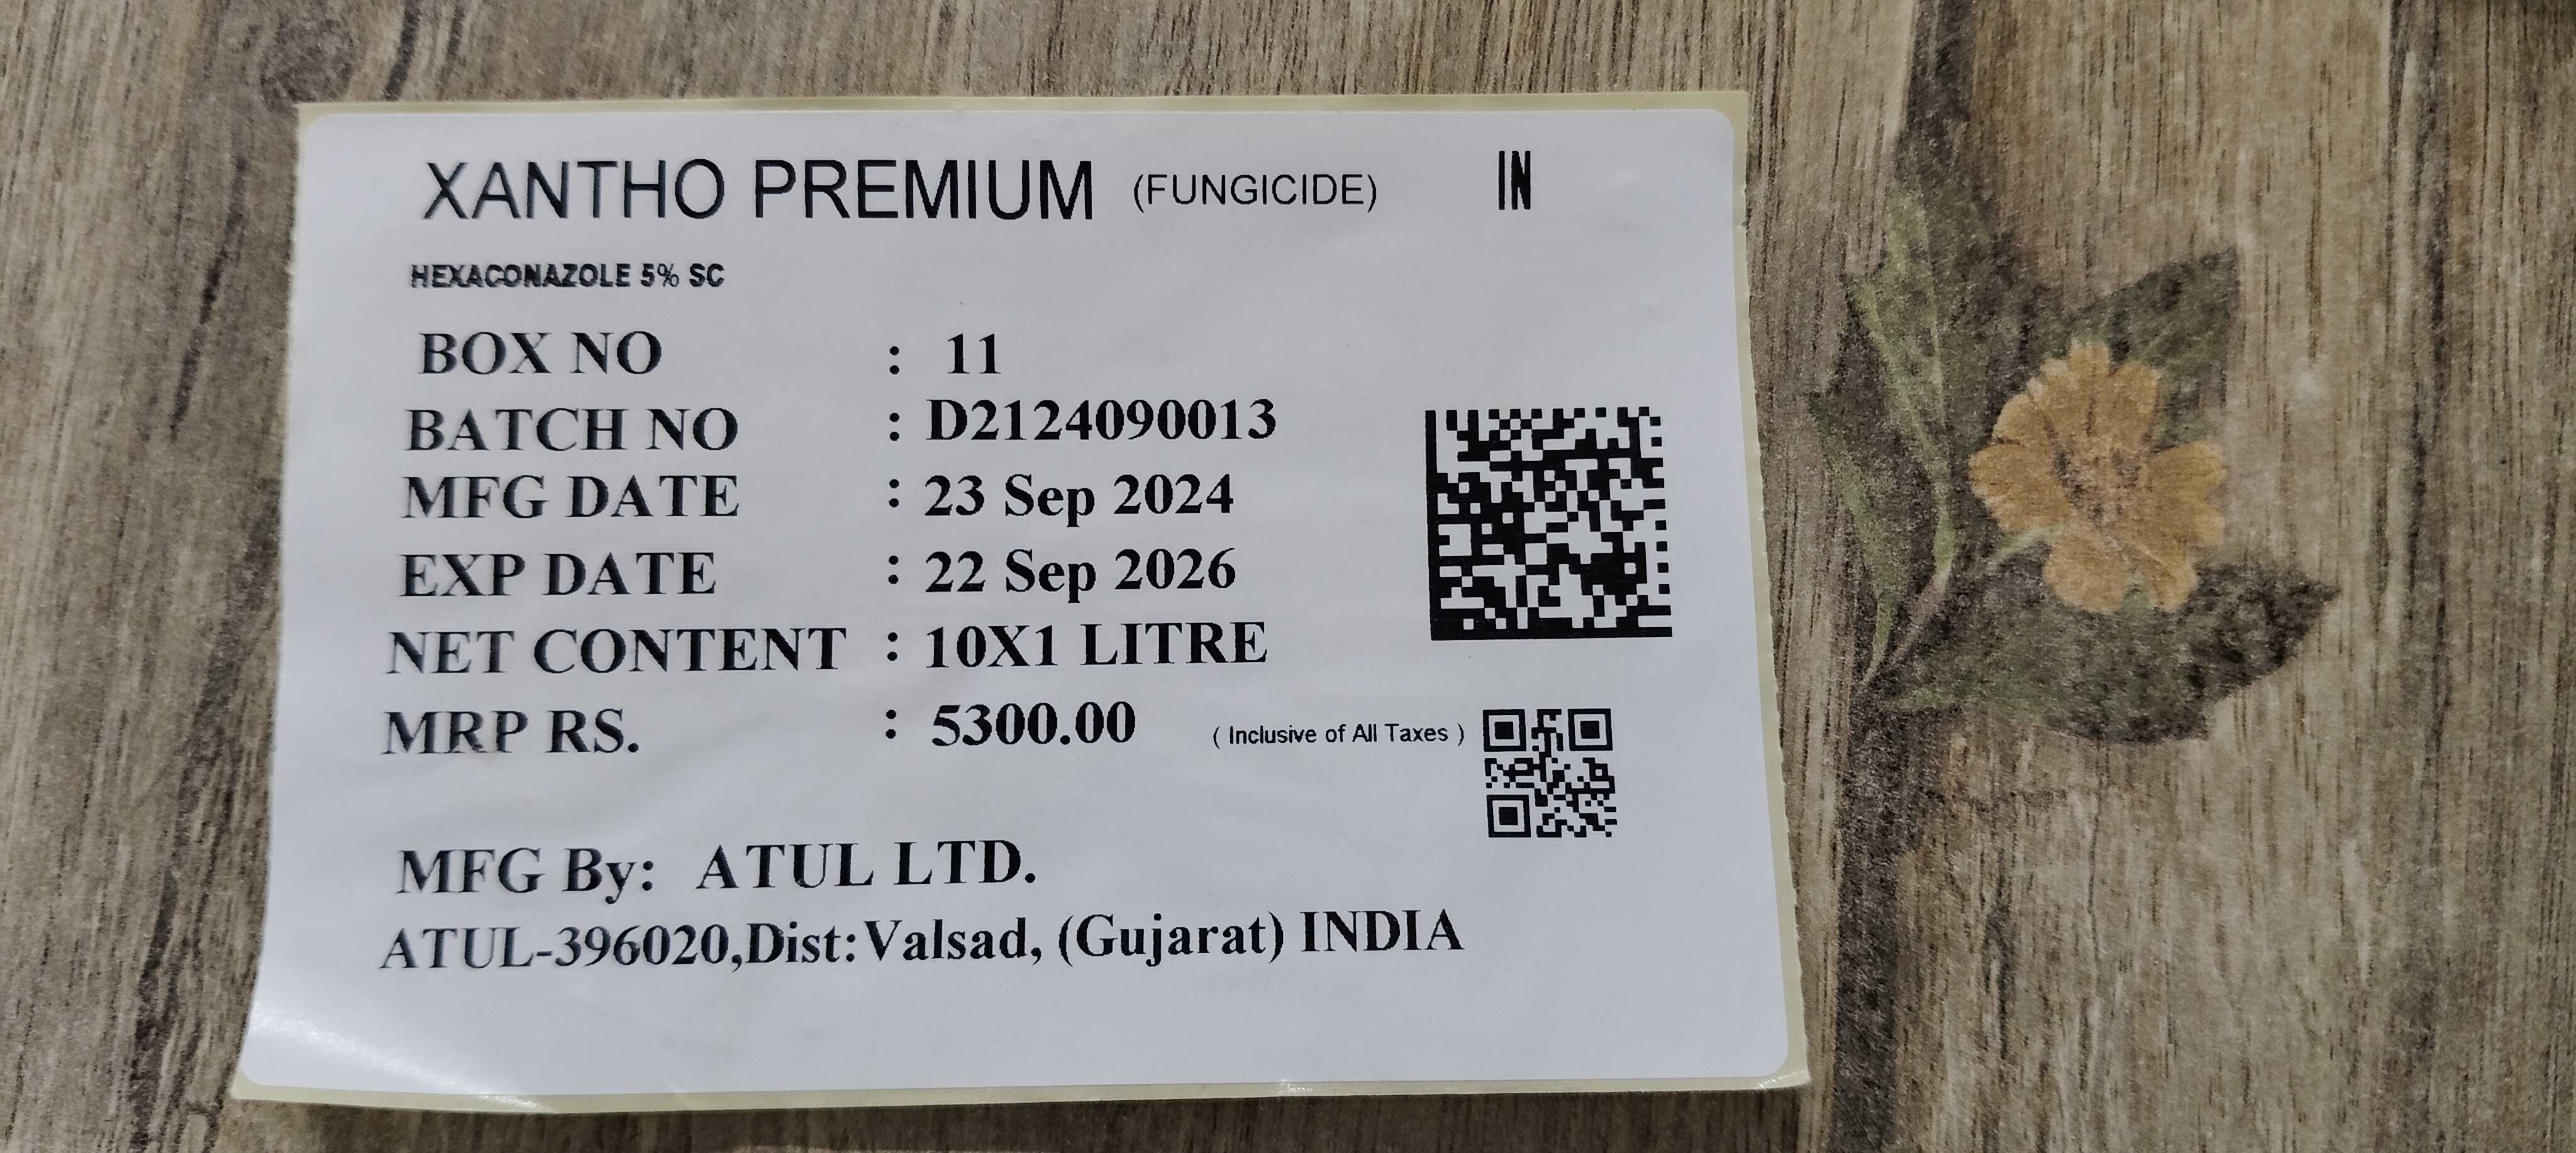 XANTHO PREMIUM (FUNGICIDE) IN
HEXACONAZOLE 5% SC
BOX NO : 11
BATCH NO : D2124090013
MFG DATE : 23 Sep 2024
EXP DATE : 22 Sep 2026
NET CONTENT : 10X1 LITRE
MRP RS. : 5300.00 ( Inclusive of All Taxes )
MFG By: ATUL LTD.
ATUL-396020,Dist:Valsad, (Gujarat) INDIA